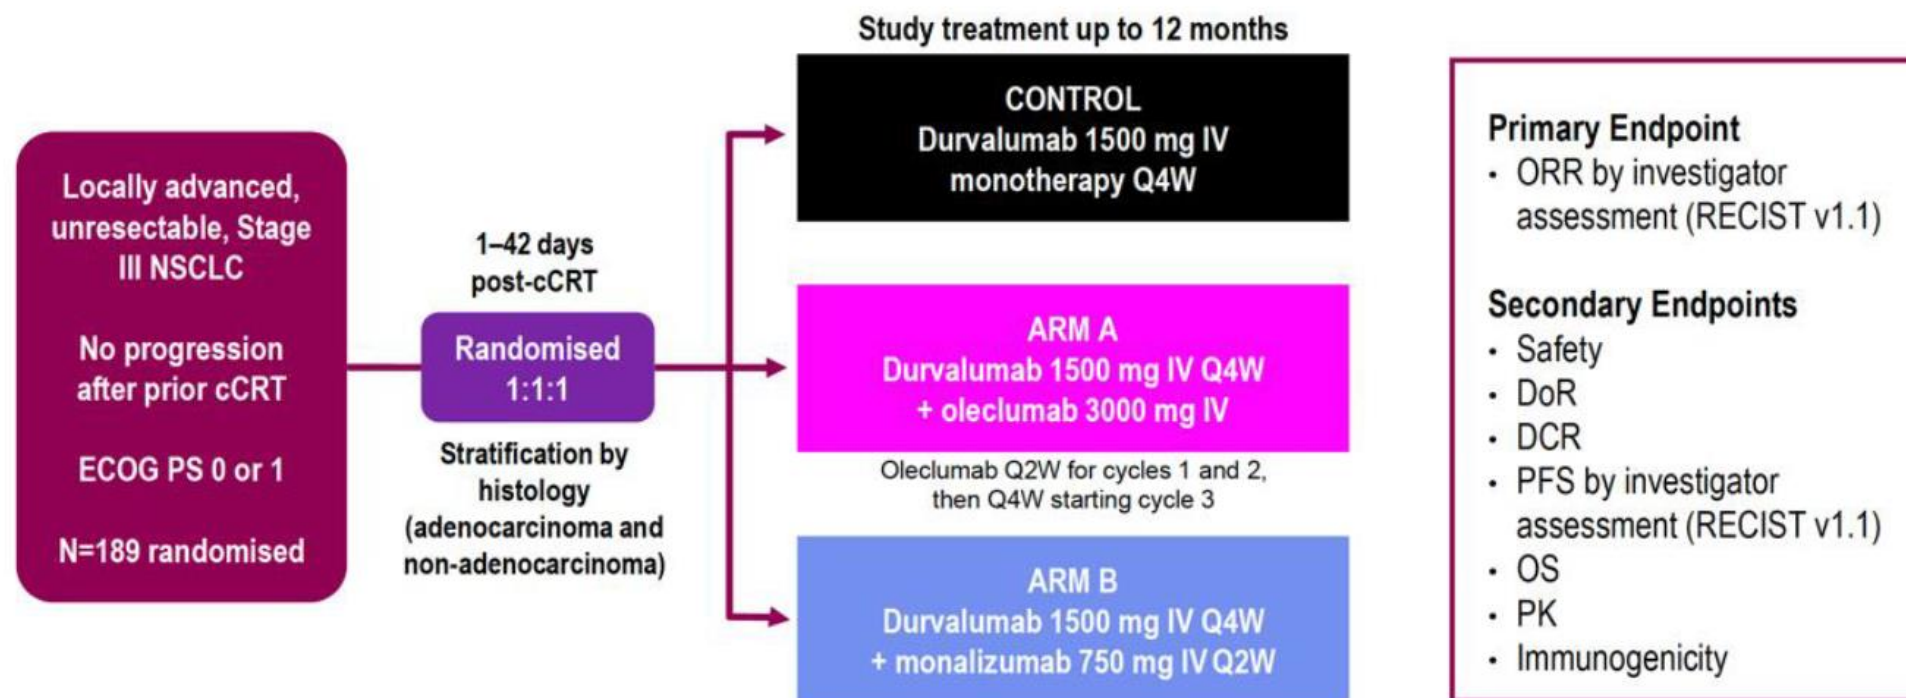 Study treatment up to 12 months
Locally advanced,
unresectable, Stage
III NSCLC
No progression
after prior cCRT
ECOG PS 0 or 1
N=189 randomised
1–42 days
post-cCRT
Randomised
1:1:1
Stratification by
histology
(adenocarcinoma and
non-adenocarcinoma)
CONTROL
Durvalumab 1500 mg IV
monotherapy Q4W
ARM A
Durvalumab 1500 mg IV Q4W
+ oleclumab 3000 mg IV
Oleclumab Q2W for cycles 1 and 2,
then Q4W starting cycle 3
ARM B
Durvalumab 1500 mg IV Q4W
+ monalizumab 750 mg IV Q2W
Primary Endpoint
• ORR by investigator
assessment (RECIST v1.1)
Secondary Endpoints
• Safety
• DoR
• DCR
• PFS by investigator
assessment (RECIST v1.1)
• OS
• PK
• Immunogenicity